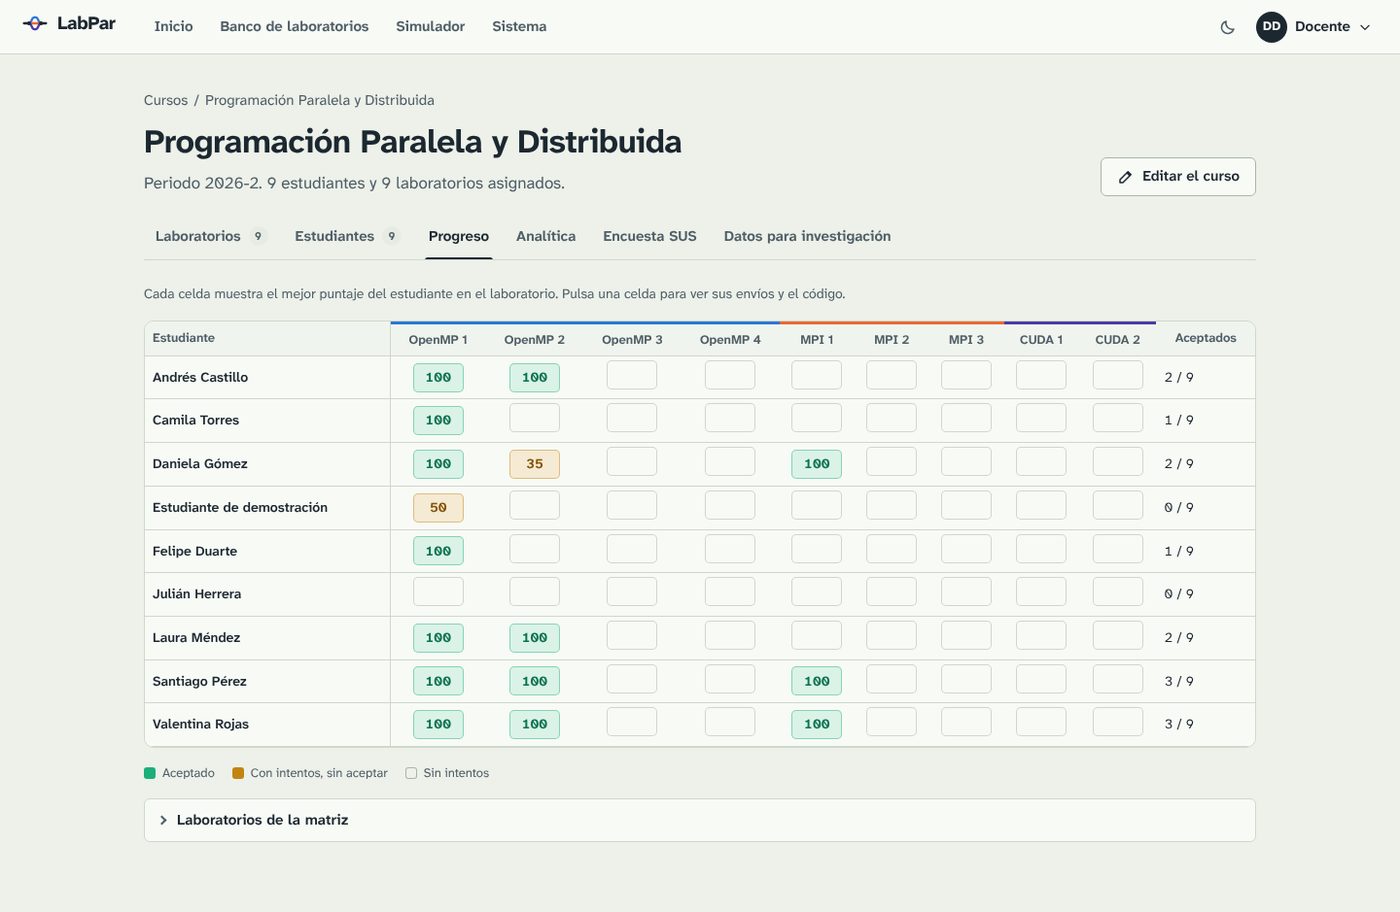 LabPar Inicio Banco de laboratorios Simulador Sistema DD Docente
Cursos / Programación Paralela y Distribuida
Programación Paralela y Distribuida
Periodo 2026-2. 9 estudiantes y 9 laboratorios asignados.
Editar el curso
Laboratorios 9 Estudiantes 9 Progreso Analítica Encuesta SUS Datos para investigación
Cada celda muestra el mejor puntaje del estudiante en el laboratorio. Pulsa una celda para ver sus envíos y el código.
Estudiante OpenMP 1 OpenMP 2 OpenMP 3 OpenMP 4 MPI 1 MPI 2 MPI 3 CUDA 1 CUDA 2 Aceptados
Andrés Castillo 100 100 2 / 9
Camila Torres 100 1 / 9
Daniela Gómez 100 35 100 2 / 9
Estudiante de demostración 50 0 / 9
Felipe Duarte 100 1 / 9
Julián Herrera 0 / 9
Laura Méndez 100 100 2 / 9
Santiago Pérez 100 100 100 3 / 9
Valentina Rojas 100 100 100 3 / 9
Aceptado Con intentos, sin aceptar Sin intentos
Laboratorios de la matriz